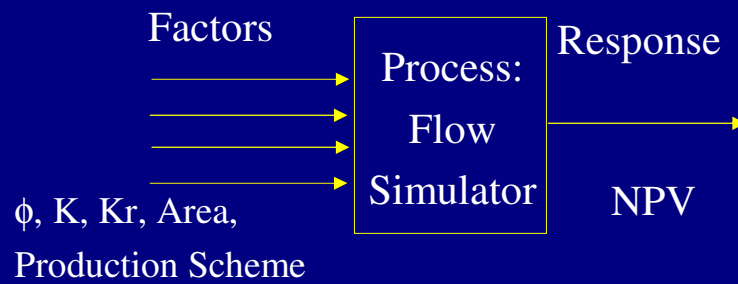 Factors
Response
Process:
Flow
Simulator
NPV
ϕ, K, Kr, Area,
Production Scheme